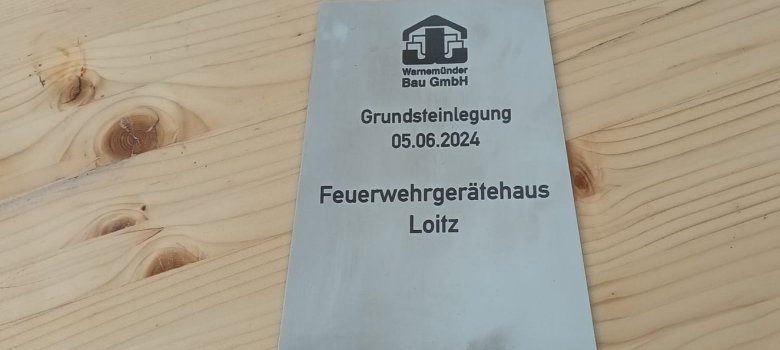 Warnemünder
Bau GmbH
Grundsteinlegung
05.06.2024
Feuerwehrgerätehaus
Loitz